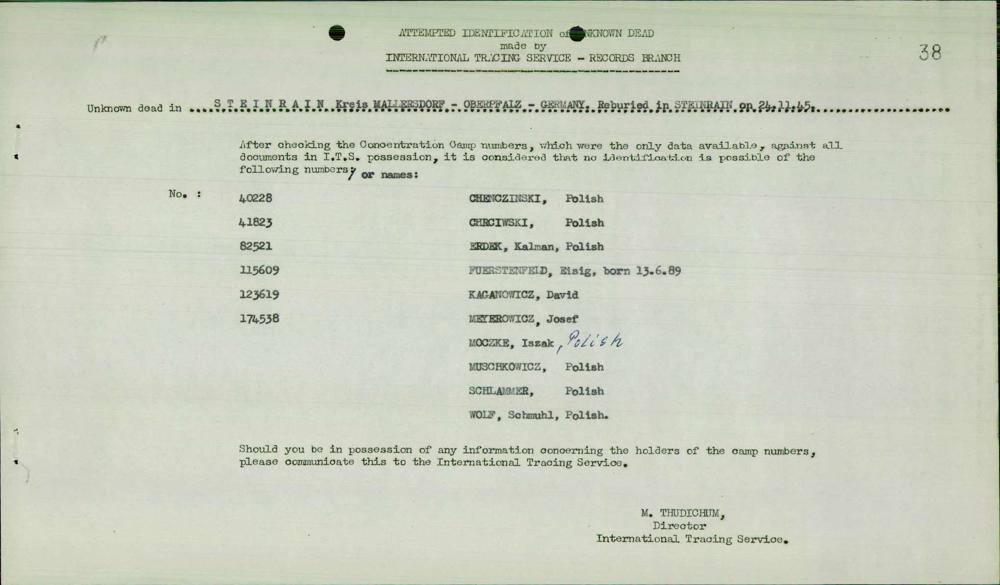 ATTEMPTED IDENTIFICATION of UNKNOWN DEAD
made by
INTERNATIONAL TRACING SERVICE - RECORDS BRANCH
38
Unknown dead in .... S T E I N R A I N Kreis MALLERSDORF - OBERPFALZ - GERMANY. Reburied in STEINRAIN on 24.11.45.
After checking the Concentration Camp numbers, which were the only data available, against all
documents in I.T.S. possession, it is considered that no identification is possible of the
following numbers, or names:
No. : 40228 CHENCZINSKI, Polish
41823 CHRCIWSKI, Polish
82521 ERDEK, Kalman, Polish
115609 FUERSTENFELD, Eisig, born 13.6.89
123619 KAGANOWICZ, David
174538 MEYEROWICZ, Josef
MOCZKE, Iszak, Polish
MUSCHKOWICZ, Polish
SCHLAMMER, Polish
WOLF, Schmuhl, Polish.
Should you be in possession of any information concerning the holders of the camp numbers,
please communicate this to the International Tracing Service.
M. THUDICHUM,
Director
International Tracing Service.